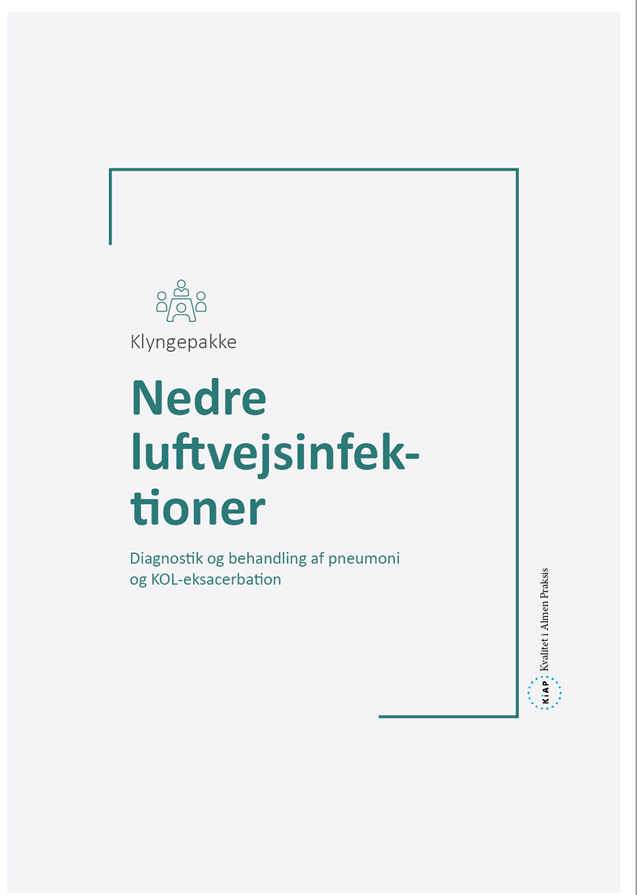 Klyngepakke
Nedre
luftvejsinfek-
tioner
Diagnostik og behandling af pneumoni
og KOL-eksacerbation
KiAP
Kvalitet i Almen Praksis